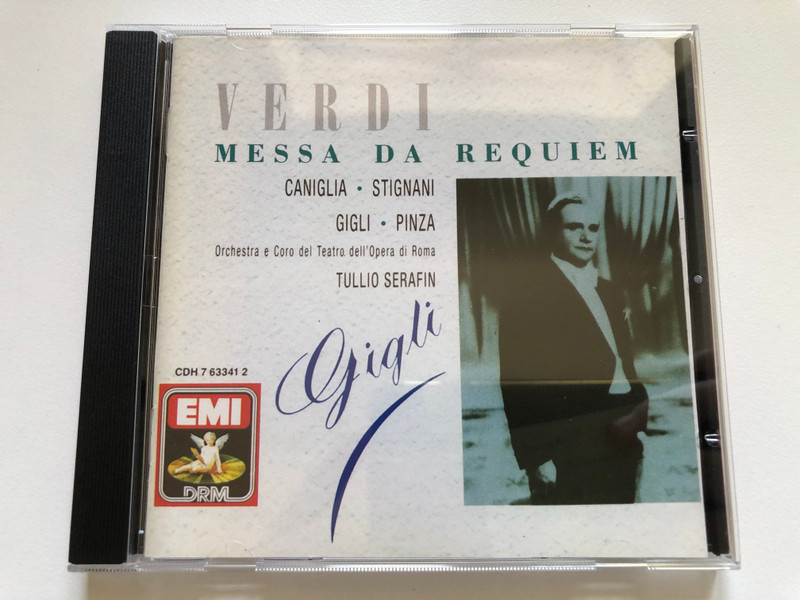 VERDI
MESSA DA REQUIEM
CANIGLIA • STIGNANI
GIGLI • PINZA
Orchestra e Coro del Teatro. dell'Opera di Roma
TULLIO SERAFIN
Gigli
CDH 7 63341 2
EMI
DRM